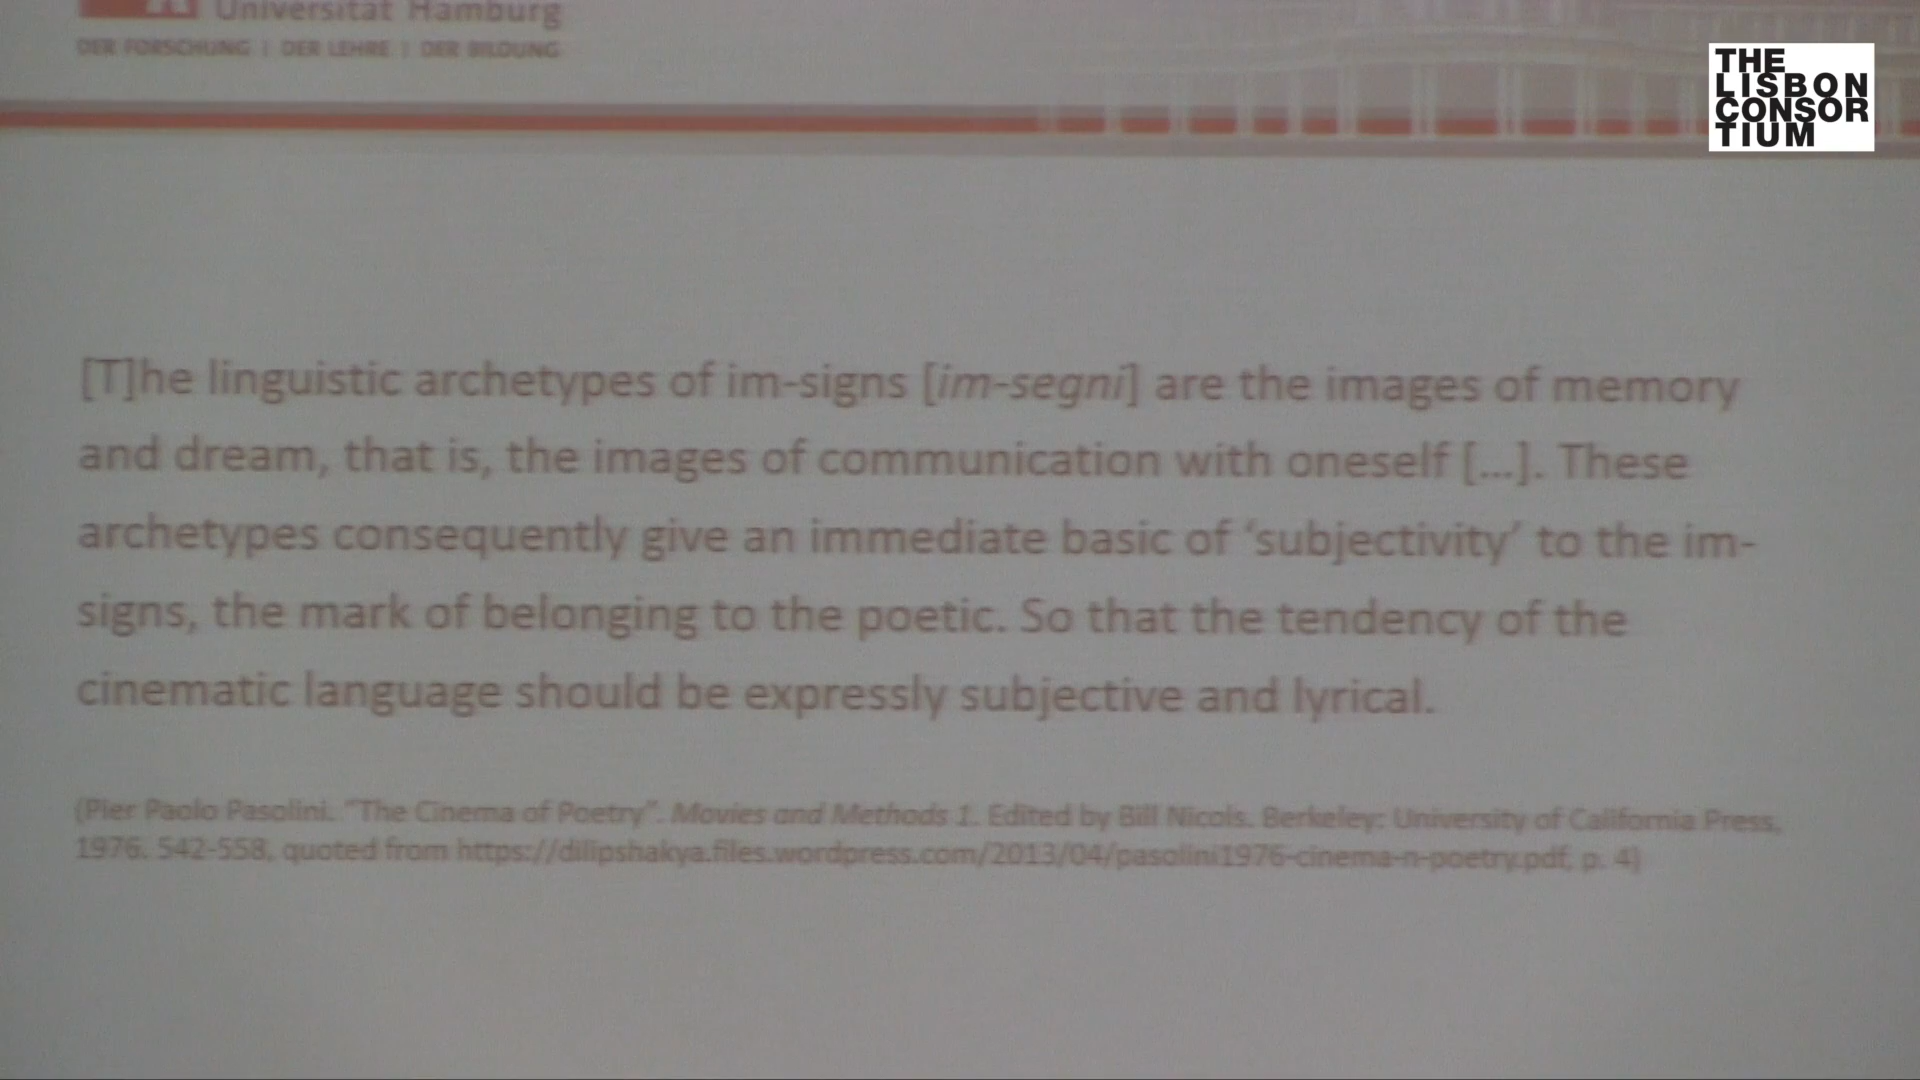 Universität Hamburg
DER FORSCHUNG | DER LEHRE | DER BILDUNG
THE
LISBON
CONSOR
TIUM
[T]he linguistic archetypes of im-signs [im-segni] are the images of memory
and dream, that is, the images of communication with oneself [...]. These
archetypes consequently give an immediate basic of ‘subjectivity’ to the im-
signs, the mark of belonging to the poetic. So that the tendency of the
cinematic language should be expressly subjective and lyrical.
(Pier Paolo Pasolini. "The Cinema of Poetry". Movies and Methods 1. Edited by Bill Nicols. Berkeley: University of California Press,
1976. 542-558, quoted from https://dilipshakya.files.wordpress.com/2013/04/pasolini1976-cinema-n-poetry.pdf, p. 4)